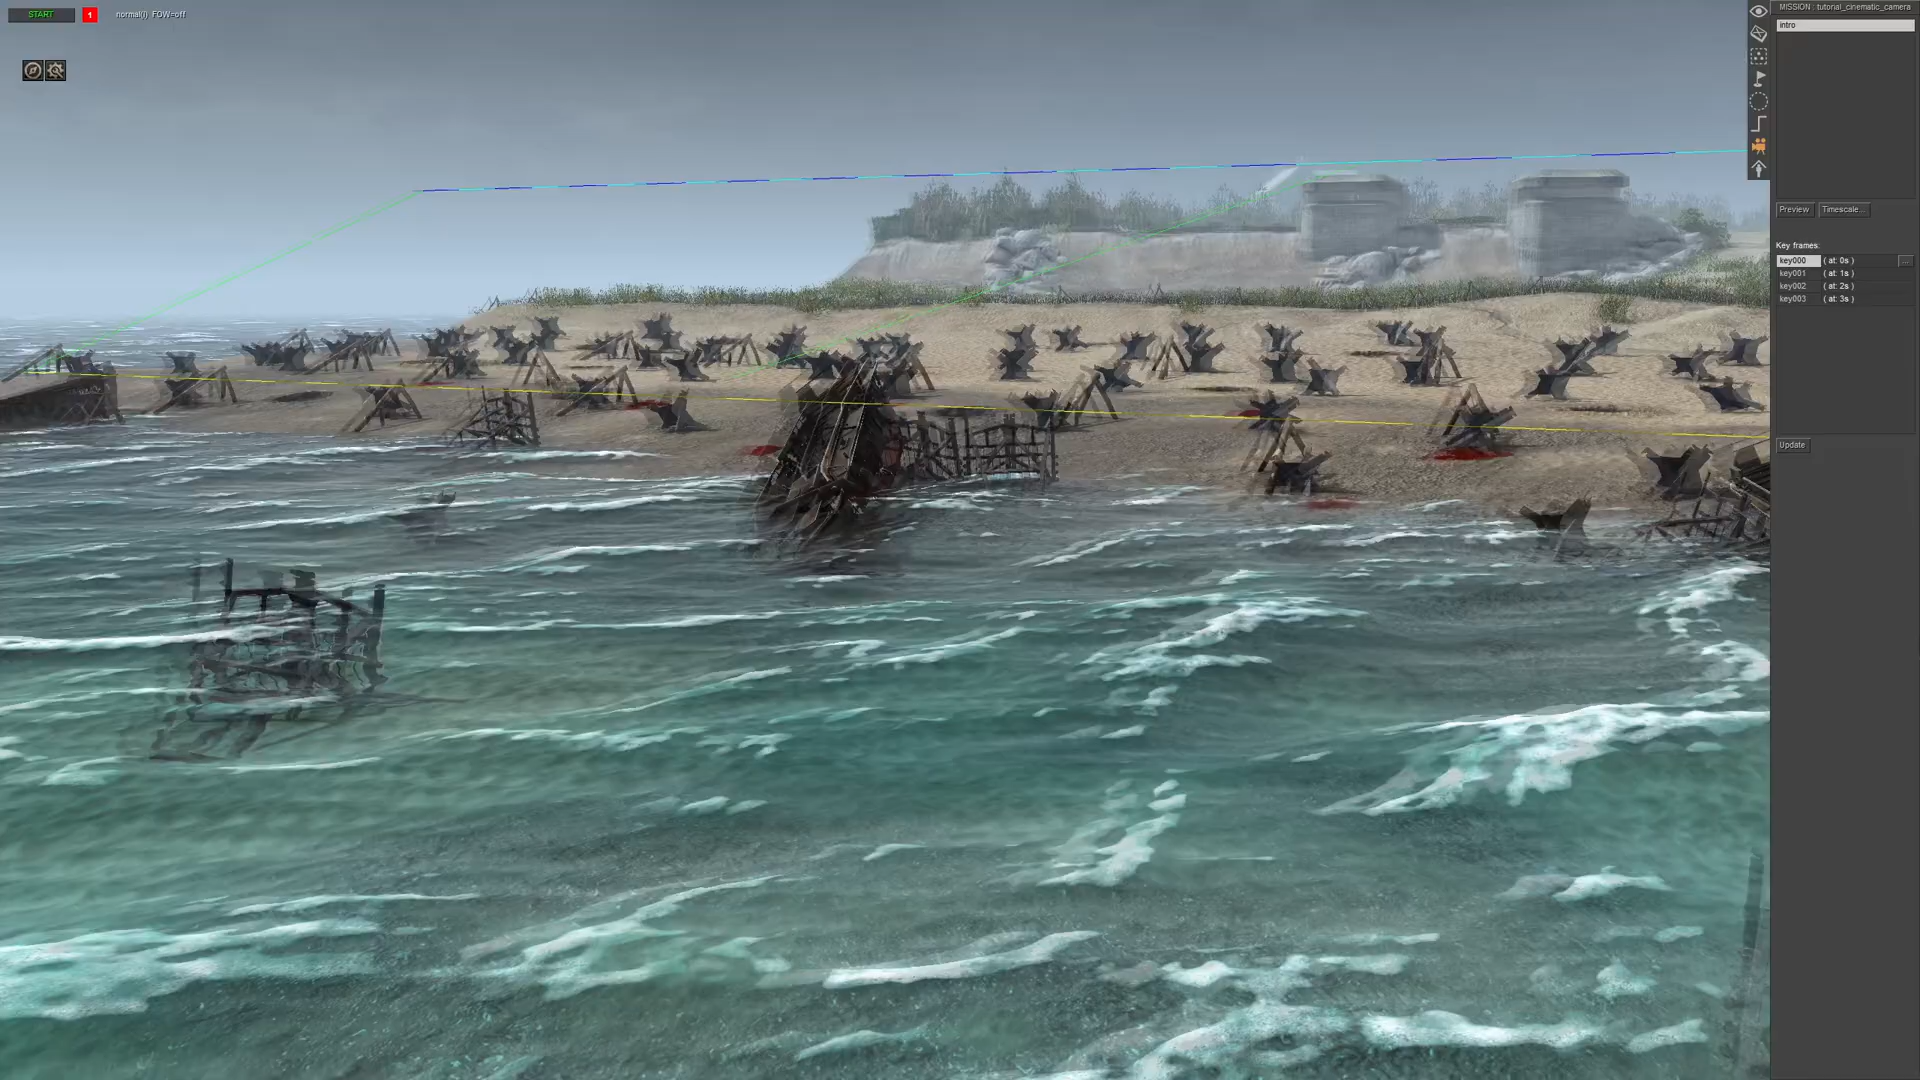 START 1 normal(i) FOW=off
MISSION : tutorial_cinematic_camera
intro
Preview Timescale...
Key frames:
key000 ( at: 0s ) ...
key001 ( at: 1s )
key002 ( at: 2s )
key003 ( at: 3s )
Update